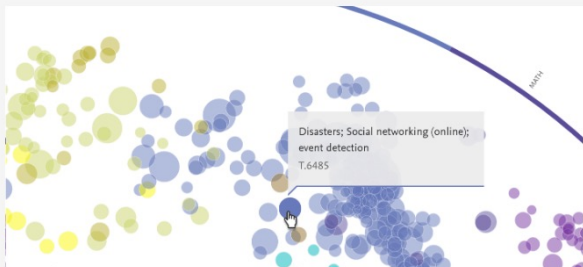 MATH
Disasters; Social networking (online);
event detection
T.6485